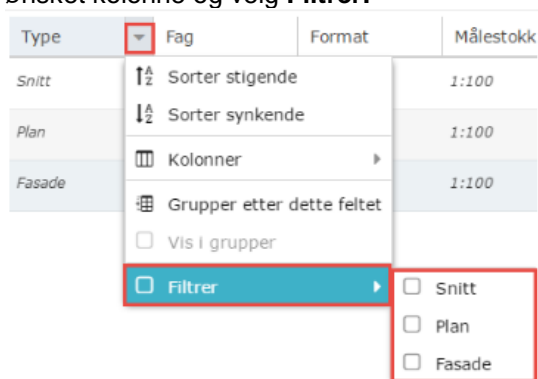 ønsket kolonne og velg Filtrer.
Type Fag Format Målestokk
Snitt 1:100
Sorter stigende
Sorter synkende
Plan 1:100
Kolonner
Fasade 1:100
Grupper etter dette feltet
Vis i grupper
Filtrer
Snitt
Plan
Fasade